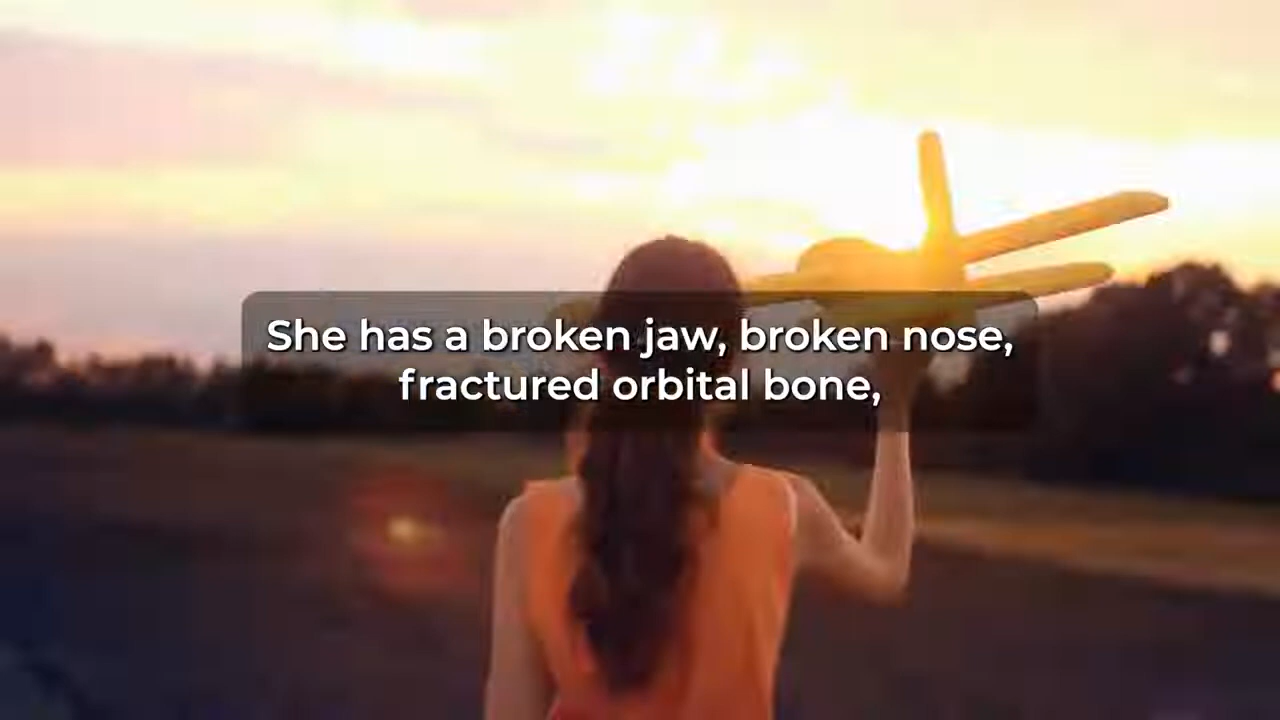 She has a broken jaw, broken nose,
fractured orbital bone,